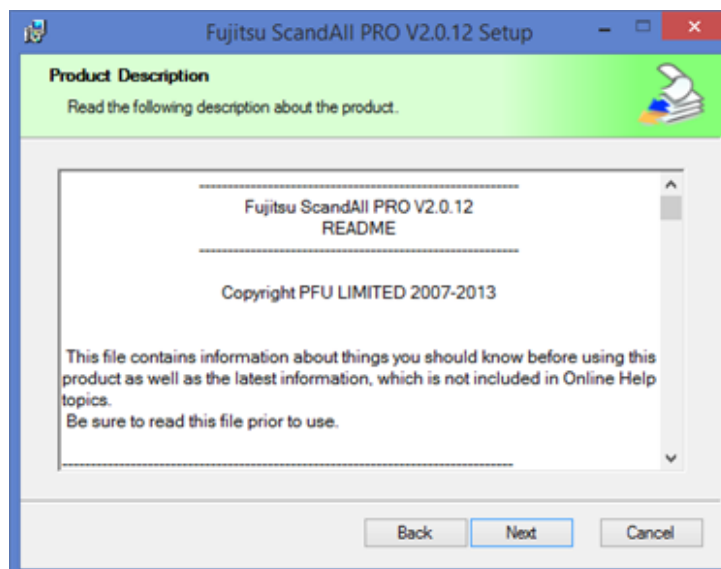 Fujitsu ScandAll PRO V2.0.12 Setup
Product Description
Read the following description about the product.
--------------------------------------------------------------------------------
Fujitsu ScandAll PRO V2.0.12
README
--------------------------------------------------------------------------------
Copyright PFU LIMITED 2007-2013
This file contains information about things you should know before using this
product as well as the latest information, which is not included in Online Help
topics.
Be sure to read this file prior to use.
--------------------------------------------------------------------------------
Back Next Cancel